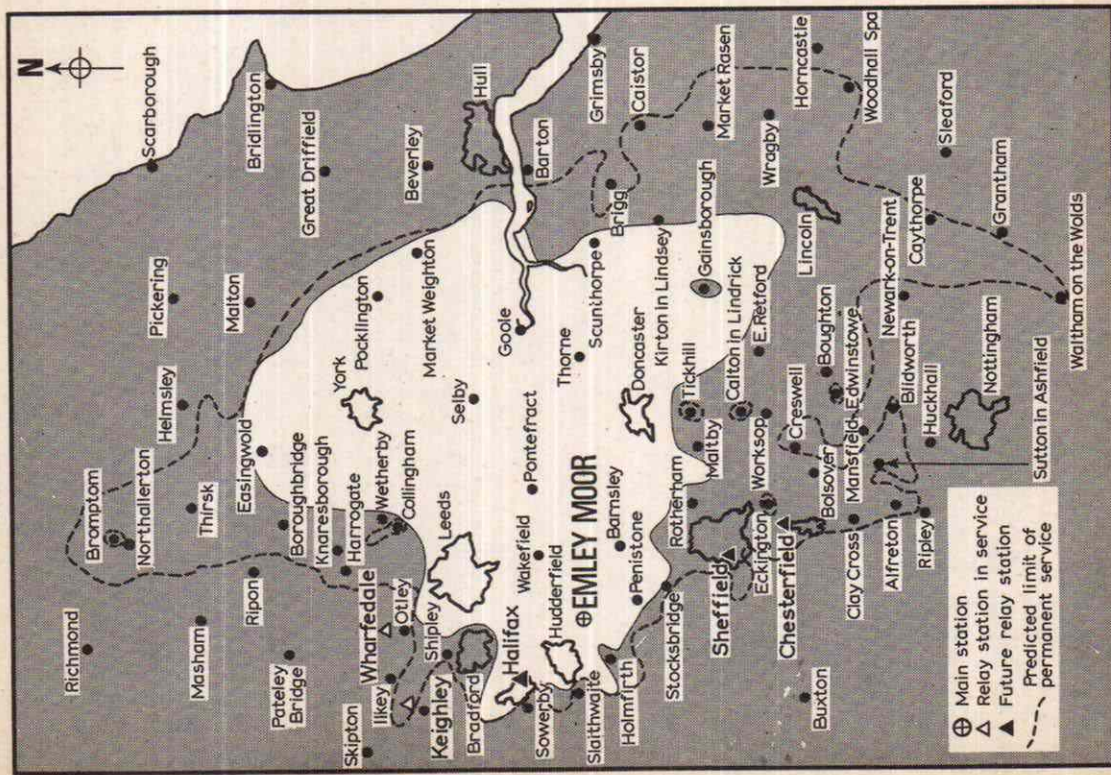 N
Scarborough
Bridlington
Great Driffield
Beverley
Hull
Pickering
Malton
Helmsley
Richmond
Masham
Bromptom
Northallerton
Thirsk
Easingwold
Ripon
Pateley
Bridge
Boroughbridge
Knaresborough
Harrogate
Wetherby
Collingham
York
Pocklington
Market Weighton
Skipton
Ilkey
Wharfedale
Otley
Shipley
Keighley
Bradford
Leeds
Selby
Goole
Barton
Grimsby
Halifax
Sowerby
Slaithwaite
Holmfirth
Hudderfield
Wakefield
Pontefract
EMLEY MOOR
Thorne
Scunthorpe
Brigg
Caistor
Penistone
Barnsley
Doncaster
Kirton in Lindsey
Market Rasen
Stocksbridge
Rotherham
Maltby
Tickhill
Gainsborough
Sheffield
Eckington
Worksop
Calton in Lindrick
E. Retford
Wragby
Horncastle
Chesterfield
Creswell
Bolsover
Boughton
Edwinstowe
Lincoln
Woodhall Spa
Buxton
Clay Cross
Mansfield
Alfreton
Ripley
Blidworth
Huckhall
Newark-on-Trent
Caythorpe
Sleaford
Nottingham
Grantham
Sutton in Ashfield
Waltham on the Wolds
Main station
Relay station in service
Future relay station
Predicted limit of
permanent service